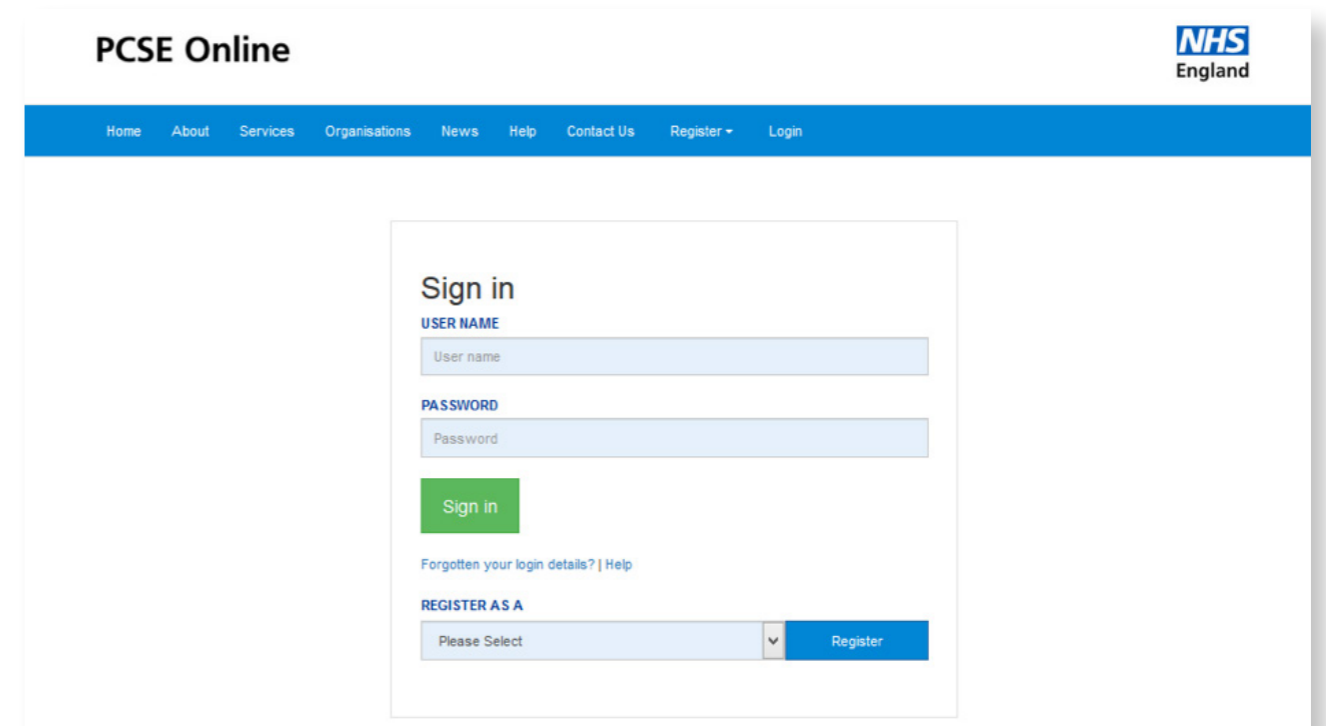 PCSE Online
NHS
England
Home About Services Organisations News Help Contact Us Register Login
Sign in
USER NAME
User name
PASSWORD
Password
Sign in
Forgotten your login details? | Help
REGISTER AS A
Please Select Register